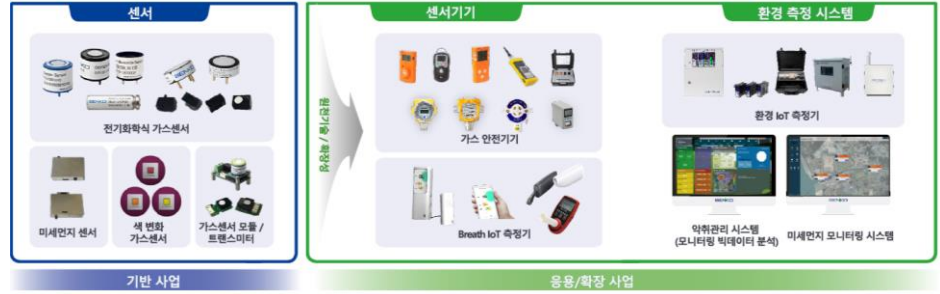 센서
전기화학식 가스센서
미세먼지 센서
색 변화
가스센서
가스센서 모듈 /
트랜스미터
기반 사업
원천기술 / 확장성
센서기기
가스 안전기기
Breath IoT 측정기
환경 측정 시스템
환경 IoT 측정기
악취관리 시스템
(모니터링 빅데이터 분석)
미세먼지 모니터링 시스템
응용/확장 사업